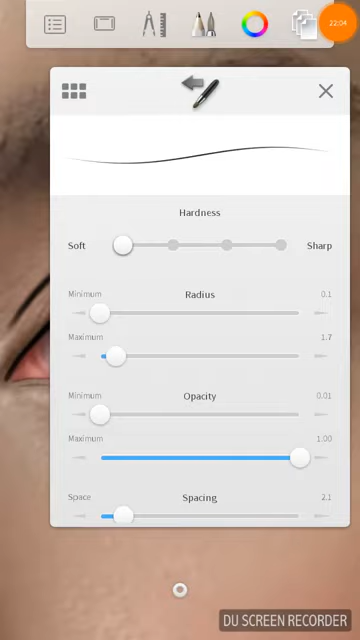 22:04
Hardness
Soft Sharp
Minimum Radius 0.1
Maximum 1.7
Minimum Opacity 0.01
Maximum 1.00
Space Spacing 2.1
DU SCREEN RECORDER